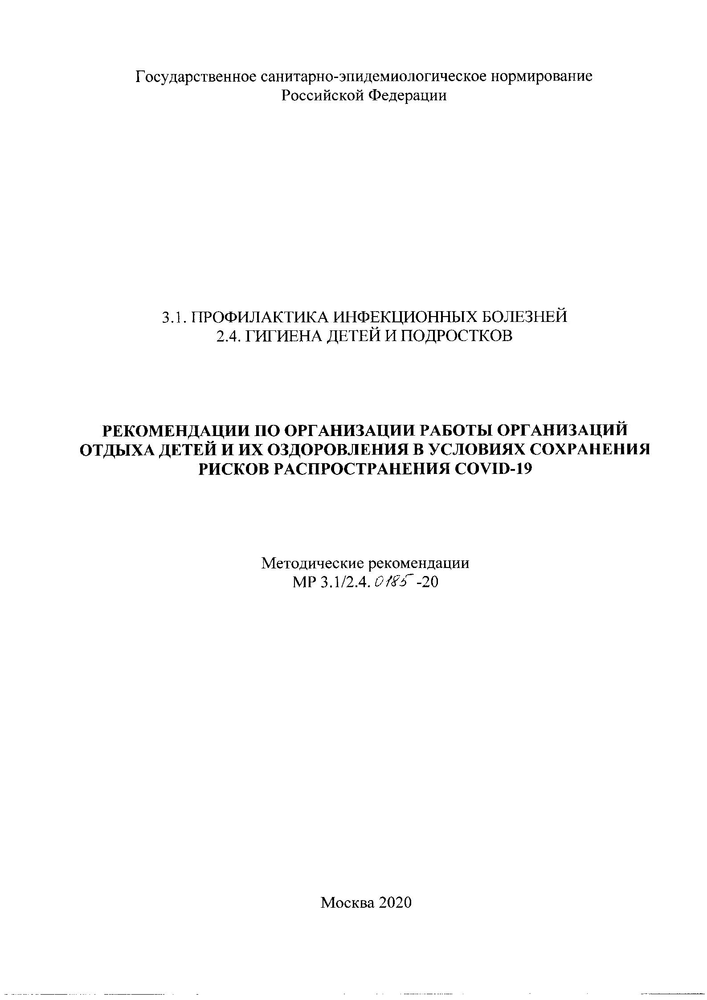 Государственное санитарно-эпидемиологическое нормирование
Российской Федерации
3.1. ПРОФИЛАКТИКА ИНФЕКЦИОННЫХ БОЛЕЗНЕЙ
2.4. ГИГИЕНА ДЕТЕЙ И ПОДРОСТКОВ
РЕКОМЕНДАЦИИ ПО ОРГАНИЗАЦИИ РАБОТЫ ОРГАНИЗАЦИЙ
ОТДЫХА ДЕТЕЙ И ИХ ОЗДОРОВЛЕНИЯ В УСЛОВИЯХ СОХРАНЕНИЯ
РИСКОВ РАСПРОСТРАНЕНИЯ COVID-19
Методические рекомендации
МР 3.1/2.4. 0185 -20
Москва 2020